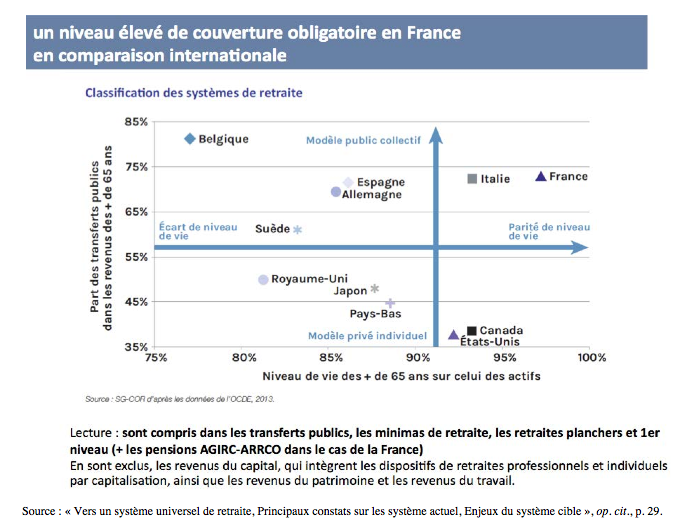 un niveau élevé de couverture obligatoire en France
en comparaison internationale
Classification des systèmes de retraite
Part des transferts publics
dans les revenus des + de 65 ans
85%
75%
65%
55%
45%
35%
Belgique
Modèle public collectif
Espagne
Allemagne
Italie
France
Écart de niveau
de vie
Suède
Parité de niveau
de vie
Royaume-Uni
Japon
Pays-Bas
Modèle privé individuel
Canada
États-Unis
75%
80%
85%
90%
95%
100%
Niveau de vie des + de 65 ans sur celui des actifs
Source : SG-COR d'après les données de l'OCDE, 2013.
Lecture : sont compris dans les transferts publics, les minimas de retraite, les retraites planchers et 1er
niveau (+ les pensions AGIRC-ARRCO dans le cas de la France)
En sont exclus, les revenus du capital, qui intègrent les dispositifs de retraites professionnels et individuels
par capitalisation, ainsi que les revenus du patrimoine et les revenus du travail.
Source : « Vers un système universel de retraite, Principaux constats sur les système actuel, Enjeux du système cible », op. cit., p. 29.